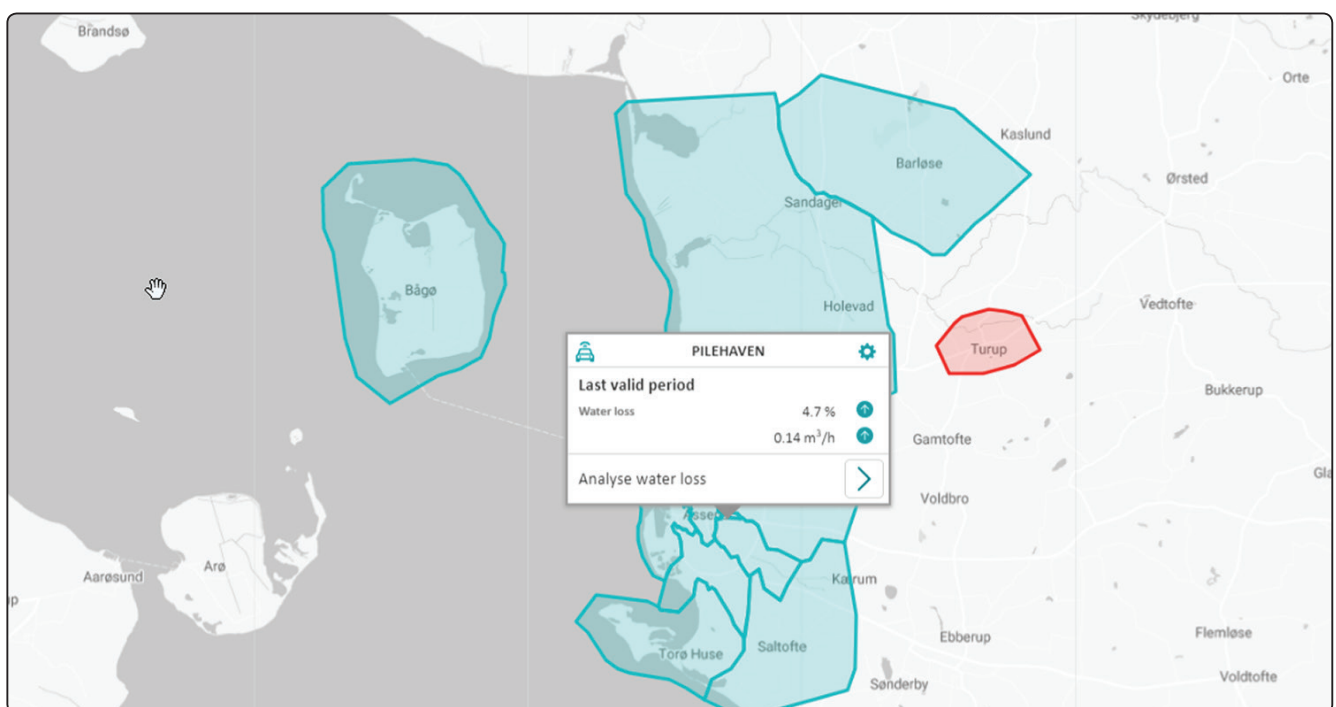 Skydebjerg
Brandsø
Orte
Kaslund
Barløse
Ørsted
Sandager
Bågø
Vedtofte
Holevad
Turup
PILEHAVEN
Last valid period
Bukkerup
Water loss
4.7 %
0.14 m³/h
Gamtofte
Analyse water loss
Voldbro
Arø
Aarøsund
Kærum
Flemløse
Ebberup
Saltofte
Torø Huse
Voldtofte
Sønderby